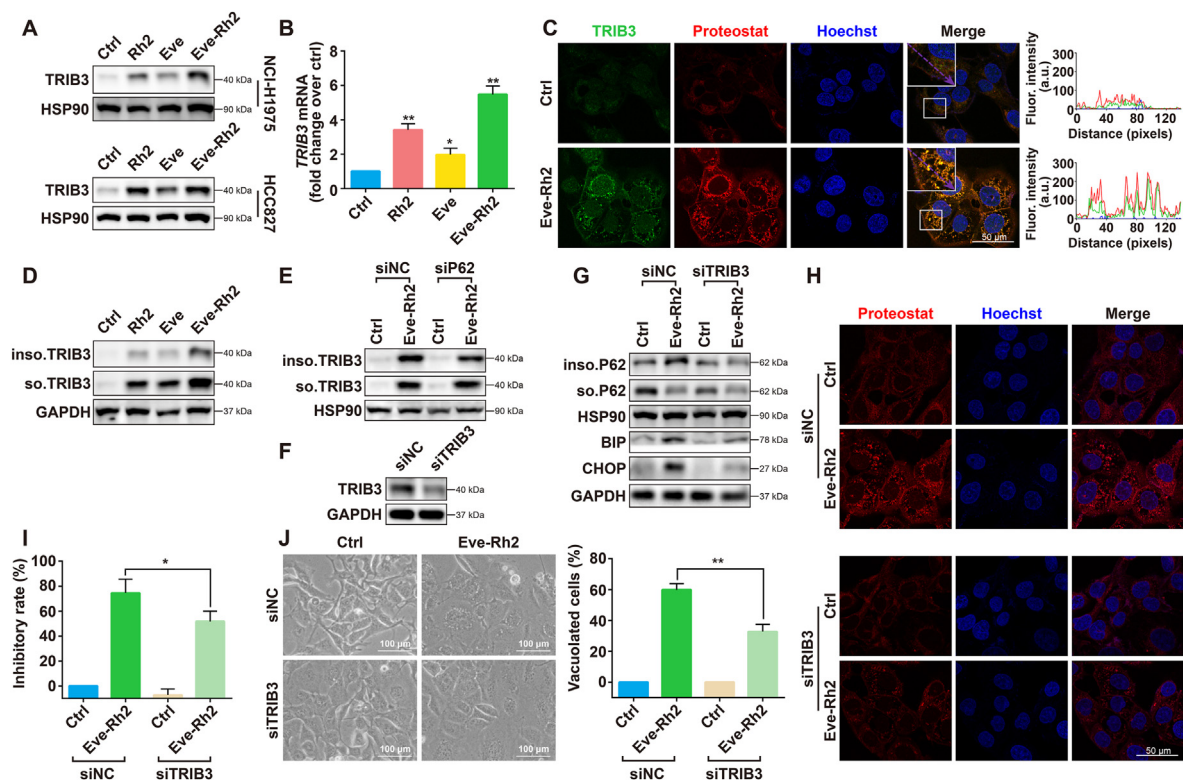 A
Ctrl Rh2 Eve Eve-Rh2
TRIB3 40 kDa
HSP90 90 kDa
NCI-H1975
Ctrl Rh2 Eve Eve-Rh2
TRIB3 40 kDa
HSP90 90 kDa
HCC827
B
TRIB3 mRNA
(fold change over ctrl)
8
6
4
2
0
** * **
Ctrl Rh2 Eve Eve-Rh2
C
TRIB3 Proteostat Hoechst Merge
Ctrl
Eve-Rh2
50 µm
Fluor. intensity
(a.u.)
300
200
100
0
0 40 80 120
Distance (pixels)
Fluor. intensity
(a.u.)
300
200
100
0
0 40 80 120
Distance (pixels)
D
Ctrl Rh2 Eve Eve-Rh2
inso.TRIB3 40 kDa
so.TRIB3 40 kDa
GAPDH 37 kDa
E
siNC siP62
Ctrl Eve-Rh2 Ctrl Eve-Rh2
inso.TRIB3 40 kDa
so.TRIB3 40 kDa
HSP90 90 kDa
F
siNC siTRIB3
TRIB3 40 kDa
GAPDH 37 kDa
G
siNC siTRIB3
Ctrl Eve-Rh2 Ctrl Eve-Rh2
inso.P62 62 kDa
so.P62 62 kDa
HSP90 90 kDa
BIP 78 kDa
CHOP 27 kDa
GAPDH 37 kDa
H
Proteostat Hoechst Merge
siNC
Ctrl
Eve-Rh2
siTRIB3
Ctrl
Eve-Rh2
50 µm
I
Inhibitory rate (%)
100
80
60
40
20
0
*
Ctrl Eve-Rh2 Ctrl Eve-Rh2
siNC siTRIB3
J
Ctrl Eve-Rh2
siNC
100 µm 100 µm
siTRIB3
100 µm 100 µm
Vacuolated cells (%)
80
60
40
20
0
**
Ctrl Eve-Rh2 Ctrl Eve-Rh2
siNC siTRIB3